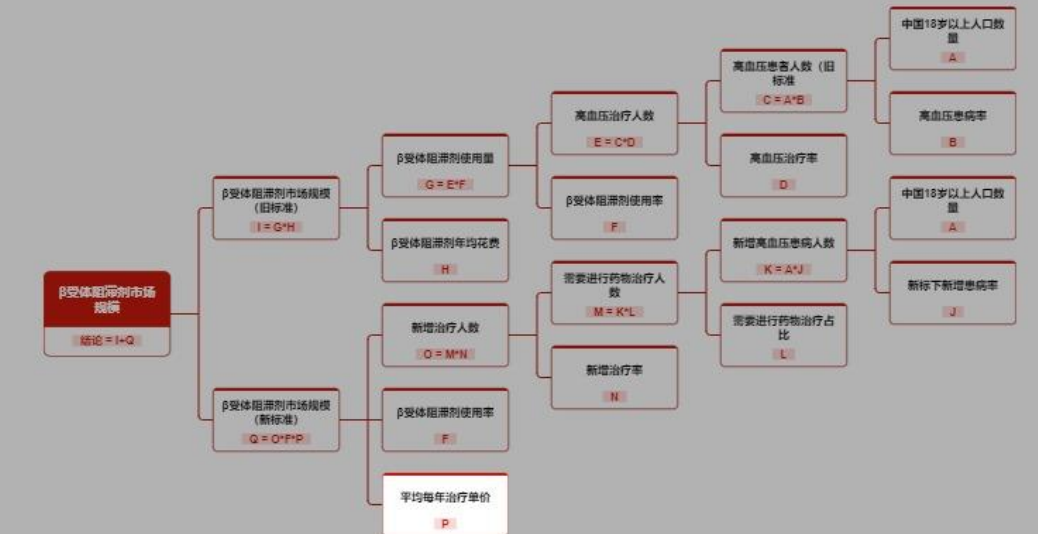 中国18岁以上人口数
量
A
高血压患者人数（旧
标准
C = A*B
高血压患病率
B
高血压治疗人数
E = C*D
高血压治疗率
D
β受体阻滞剂使用量
G = E*F
β受体阻滞剂使用率
F
β受体阻滞剂市场规模
（旧标准）
I = G*H
β受体阻滞剂年均花费
H
β受体阻滞剂市场
规模
结论 = I+Q
中国18岁以上人口数
量
A
新增高血压患病人数
K = A*J
新标下新增患病率
J
需要进行药物治疗人
数
M = K*L
需要进行药物治疗占
比
L
新增治疗人数
O = M*N
新增治疗率
N
β受体阻滞剂市场规模
（新标准）
Q = O*F*P
β受体阻滞剂使用率
F
平均每年治疗单价
P